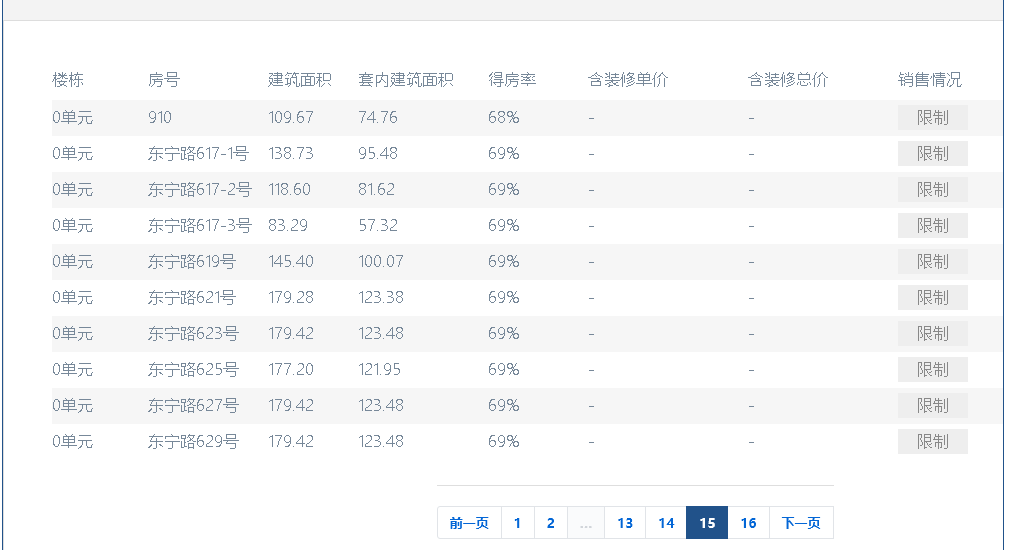 楼栋 房号 建筑面积 套内建筑面积 得房率 含装修单价 含装修总价 销售情况
0单元 910 109.67 74.76 68% - - 限制
0单元 东宁路617-1号 138.73 95.48 69% - - 限制
0单元 东宁路617-2号 118.60 81.62 69% - - 限制
0单元 东宁路617-3号 83.29 57.32 69% - - 限制
0单元 东宁路619号 145.40 100.07 69% - - 限制
0单元 东宁路621号 179.28 123.38 69% - - 限制
0单元 东宁路623号 179.42 123.48 69% - - 限制
0单元 东宁路625号 177.20 121.95 69% - - 限制
0单元 东宁路627号 179.42 123.48 69% - - 限制
0单元 东宁路629号 179.42 123.48 69% - - 限制
前一页 1 2 ... 13 14 15 16 下一页